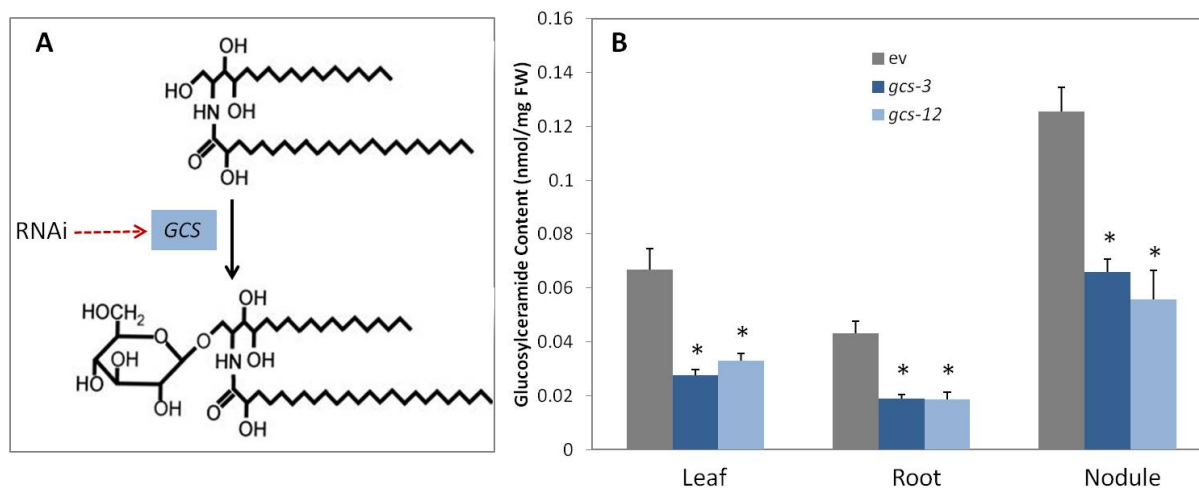 A
OH
OH
HO
HN
OH
O
OH
RNAi
GCS
HOCH2
OH
OH
O
O
OH
HN
OH
HO
OH
O
OH
B
Glucosylceramide Content (nmol/mg FW)
0.16
0.14
0.12
0.1
0.08
0.06
0.04
0.02
0
ev
gcs-3
gcs-12
*
*
*
*
*
*
Leaf
Root
Nodule